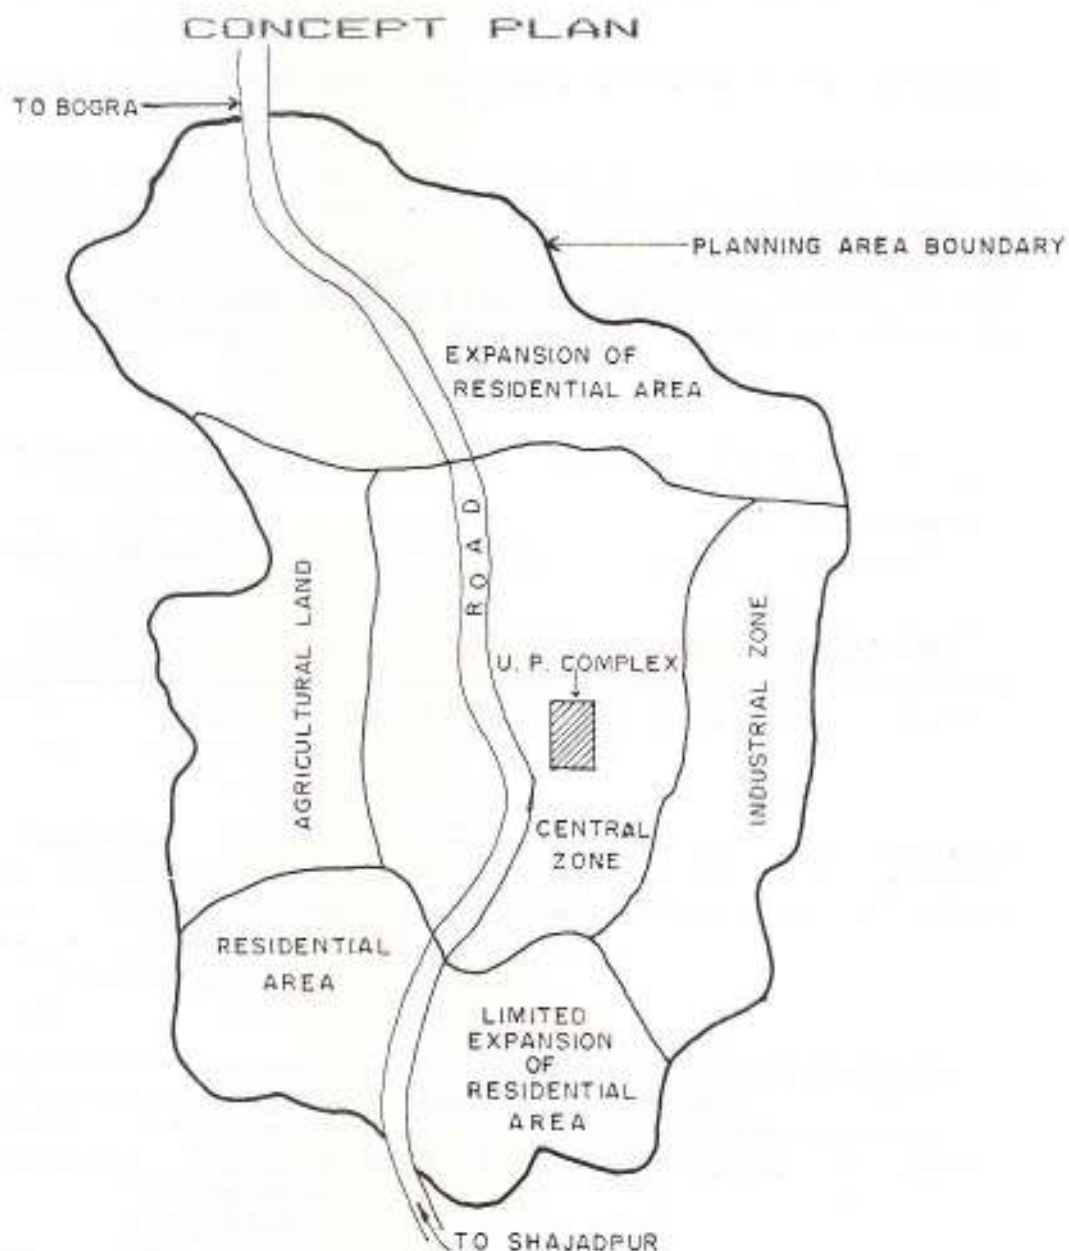 CONCEPT PLAN
TO BOGRA
PLANNING AREA BOUNDARY
EXPANSION OF
RESIDENTIAL AREA
ROAD
AGRICULTURAL LAND
U. P. COMPLEX
INDUSTRIAL ZONE
CENTRAL
ZONE
RESIDENTIAL
AREA
LIMITED
EXPANSION
OF
RESIDENTIAL
AREA
TO SHAJADPUR